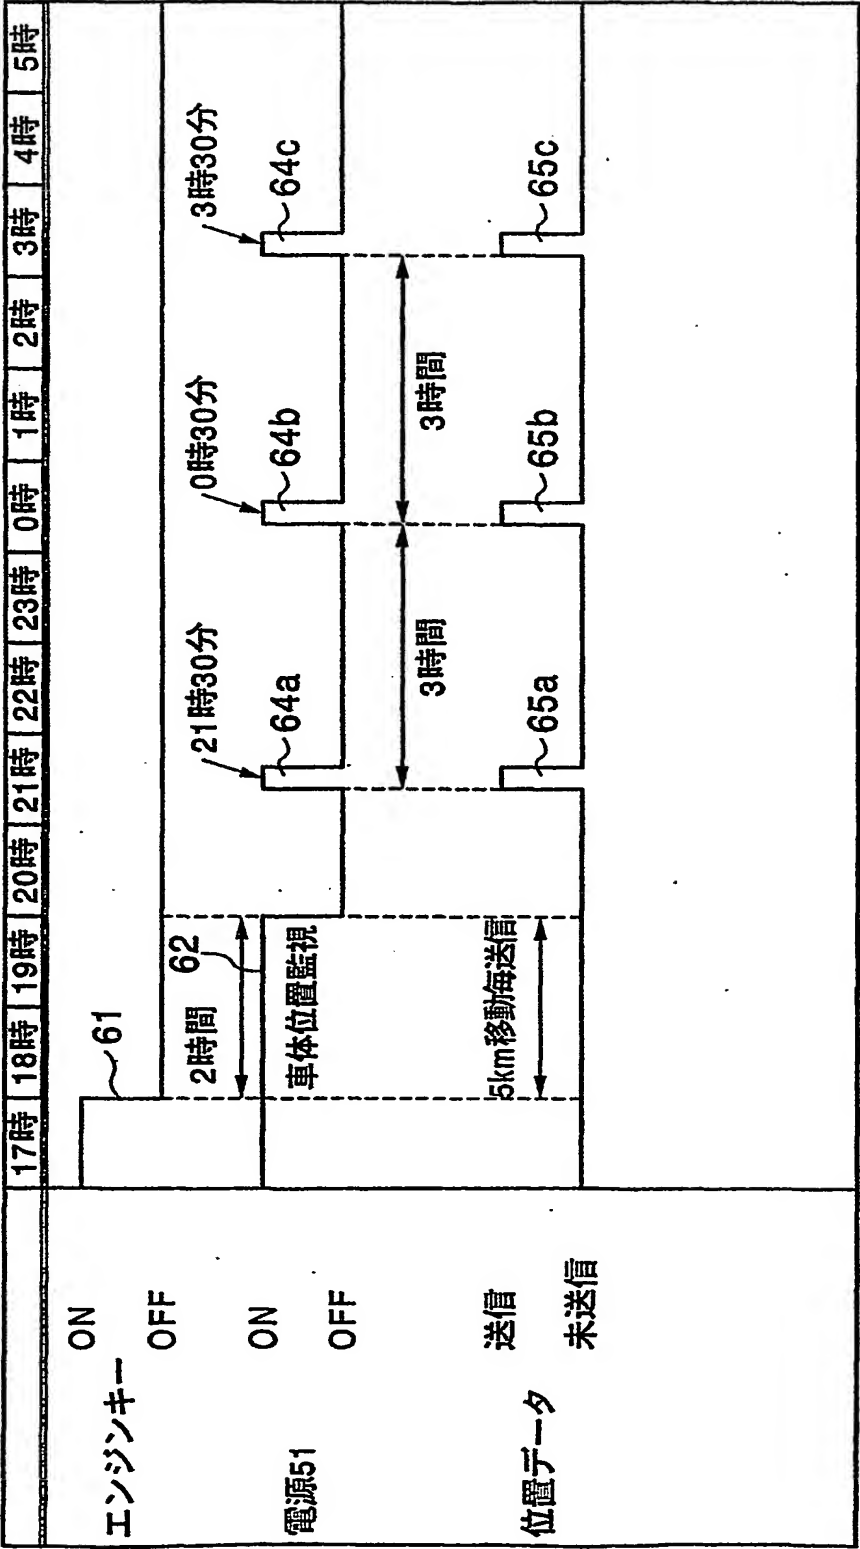 17時 18時 19時 20時 21時 22時 23時 0時 1時 2時 3時 4時 5時
エンジンキー
ON
OFF
61
電源51
ON
OFF
2時間
62
車体位置監視
21時30分
64a
0時30分
64b
3時30分
64c
3時間
3時間
位置データ
送信
未送信
5km移動毎送信
65a
65b
65c